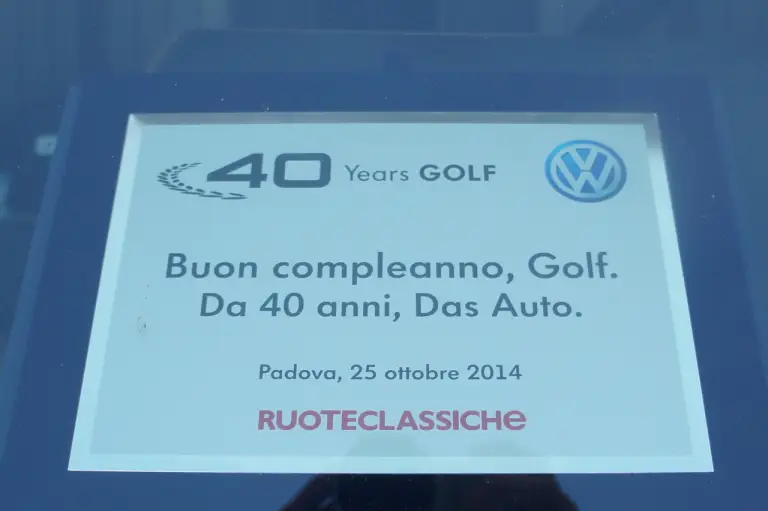 40 Years GOLF
Buon compleanno, Golf.
Da 40 anni, Das Auto.
Padova, 25 ottobre 2014
RUOTECLASSICHe